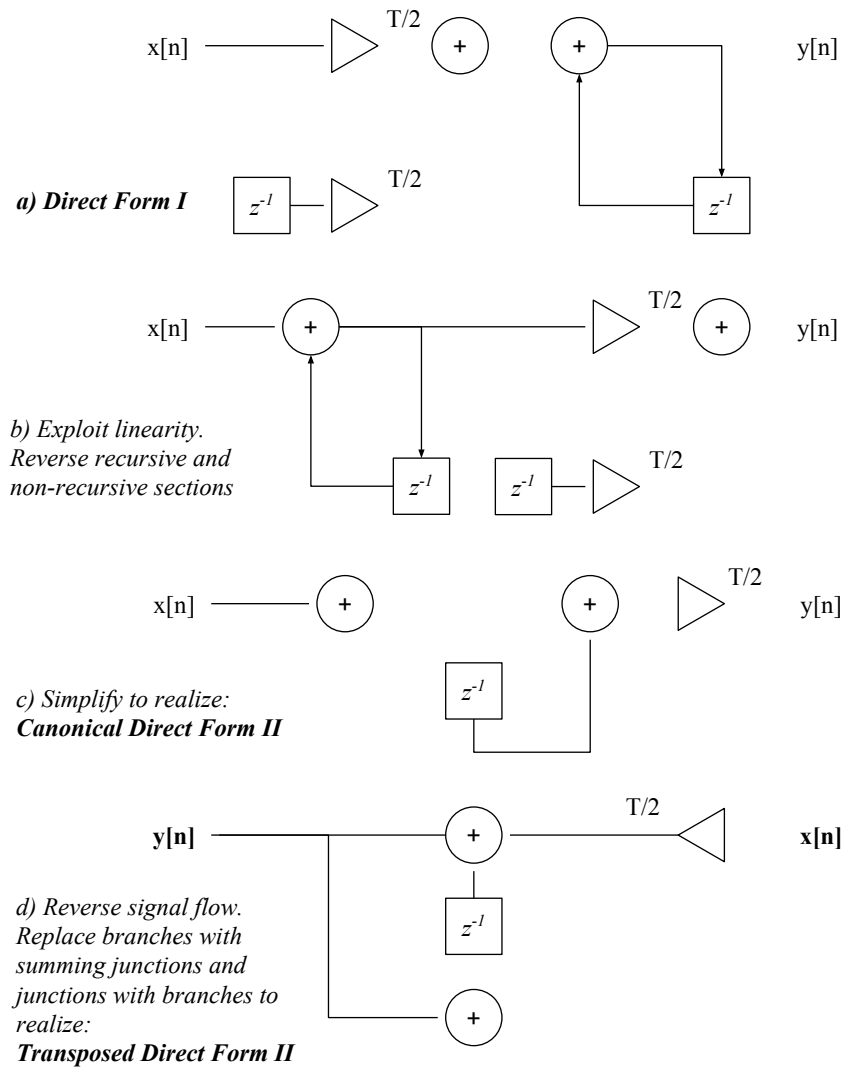 T/2
x[n] + + y[n]
T/2
a) Direct Form I z⁻¹ z⁻¹
T/2
x[n] + + y[n]
b) Exploit linearity.
Reverse recursive and
non-recursive sections
T/2
z⁻¹ z⁻¹
T/2
x[n] + + y[n]
z⁻¹
c) Simplify to realize:
Canonical Direct Form II
T/2
y[n] + x[n]
d) Reverse signal flow.
Replace branches with
summing junctions and
junctions with branches to
realize:
Transposed Direct Form II
z⁻¹
+